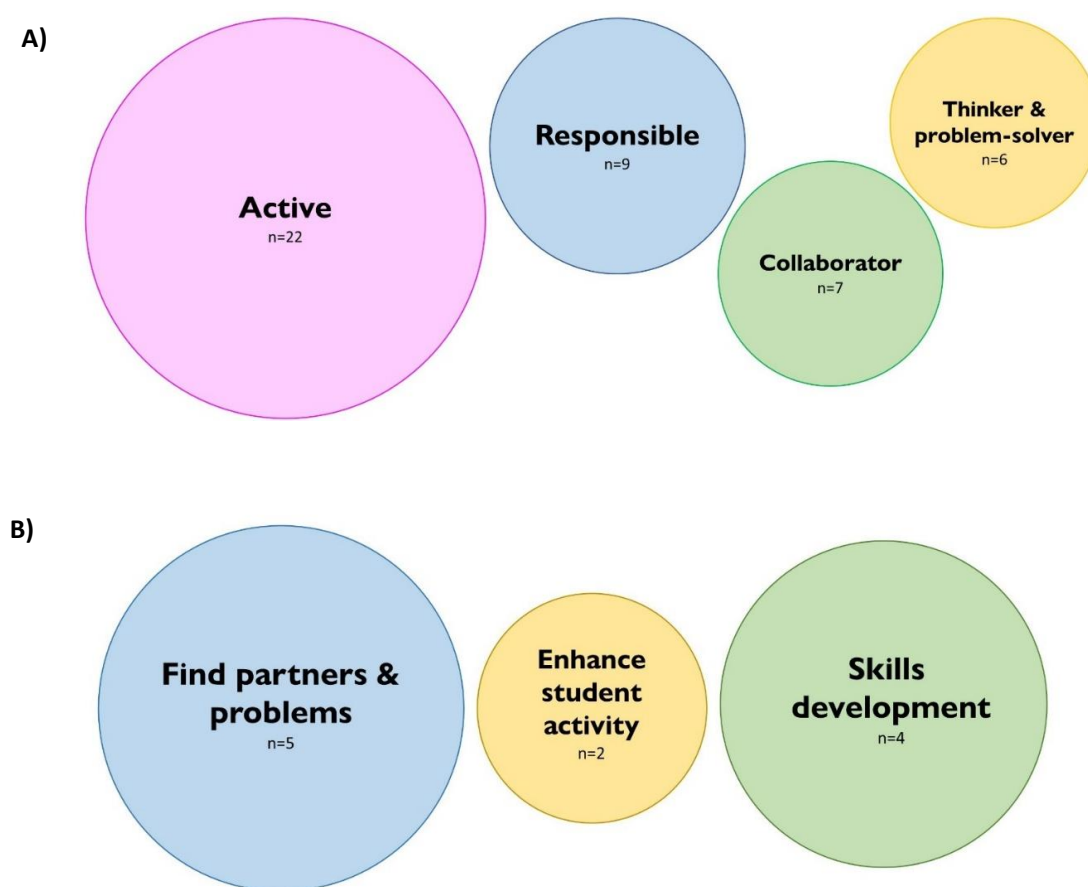 A)
Active
n=22
Responsible
n=9
Collaborator
n=7
Thinker &
problem-solver
n=6
B)
Find partners &
problems
n=5
Enhance
student
activity
n=2
Skills
development
n=4